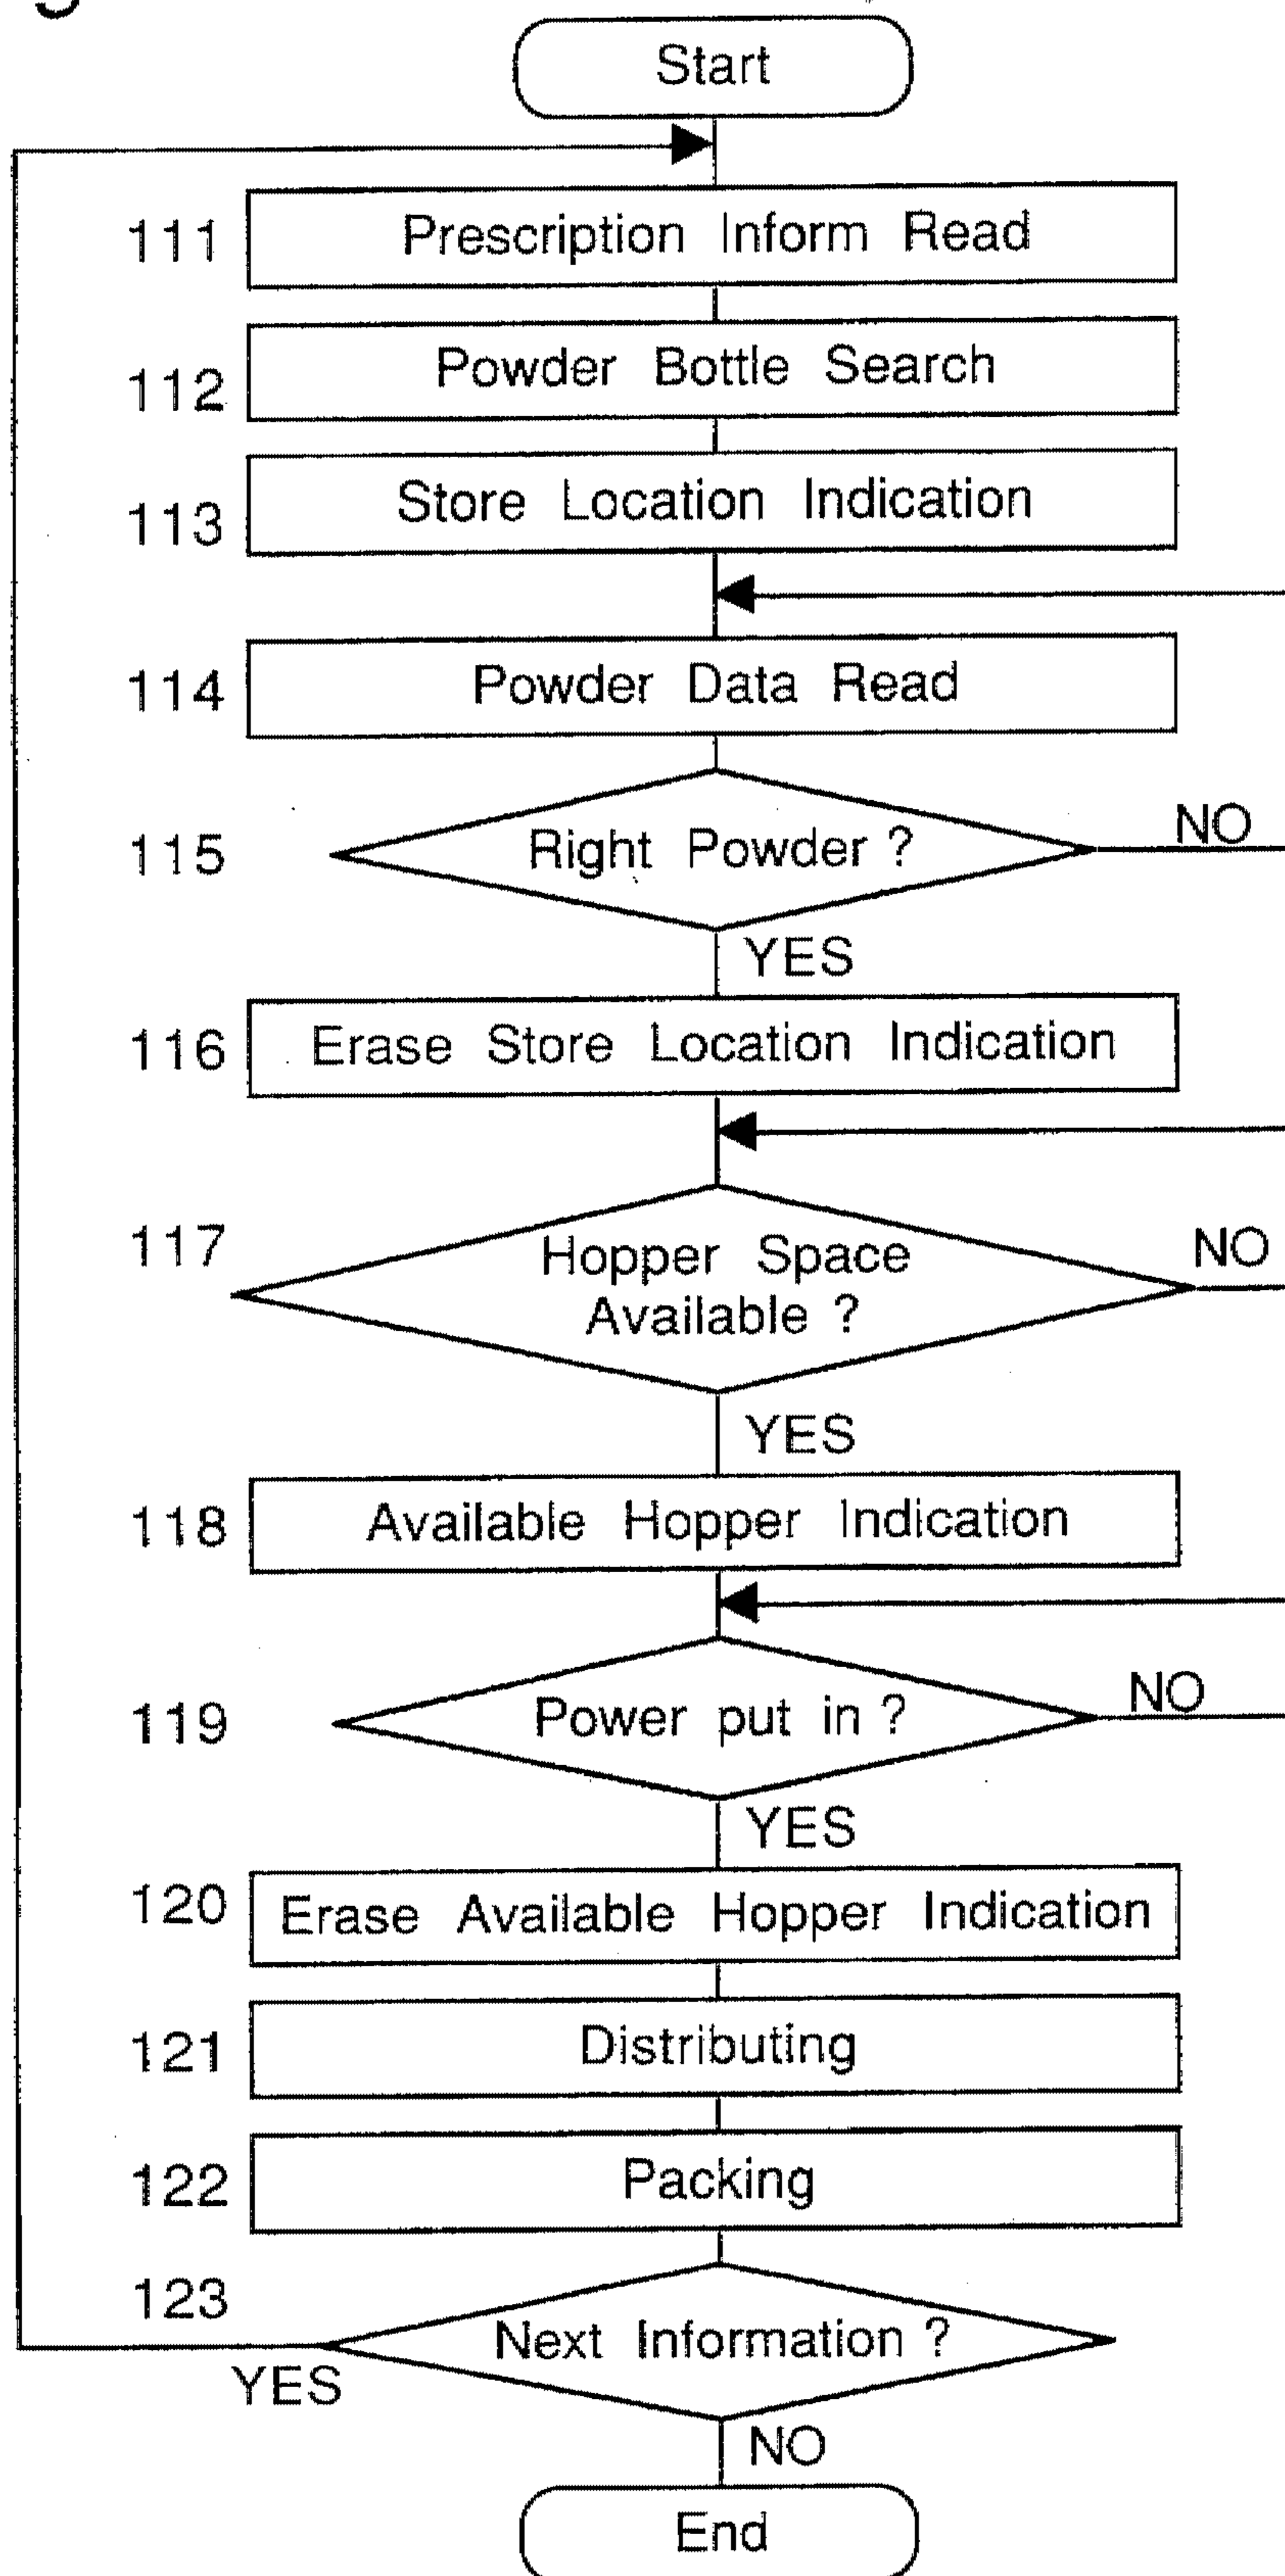 Start
111 Prescription Inform Read
112 Powder Bottle Search
113 Store Location Indication
114 Powder Data Read
115 Right Powder ? NO
YES
116 Erase Store Location Indication
117 Hopper Space NO
Available ?
YES
118 Available Hopper Indication
119 Power put in ? NO
YES
120 Erase Available Hopper Indication
121 Distributing
122 Packing
123 Next Information ?
YES
NO
End